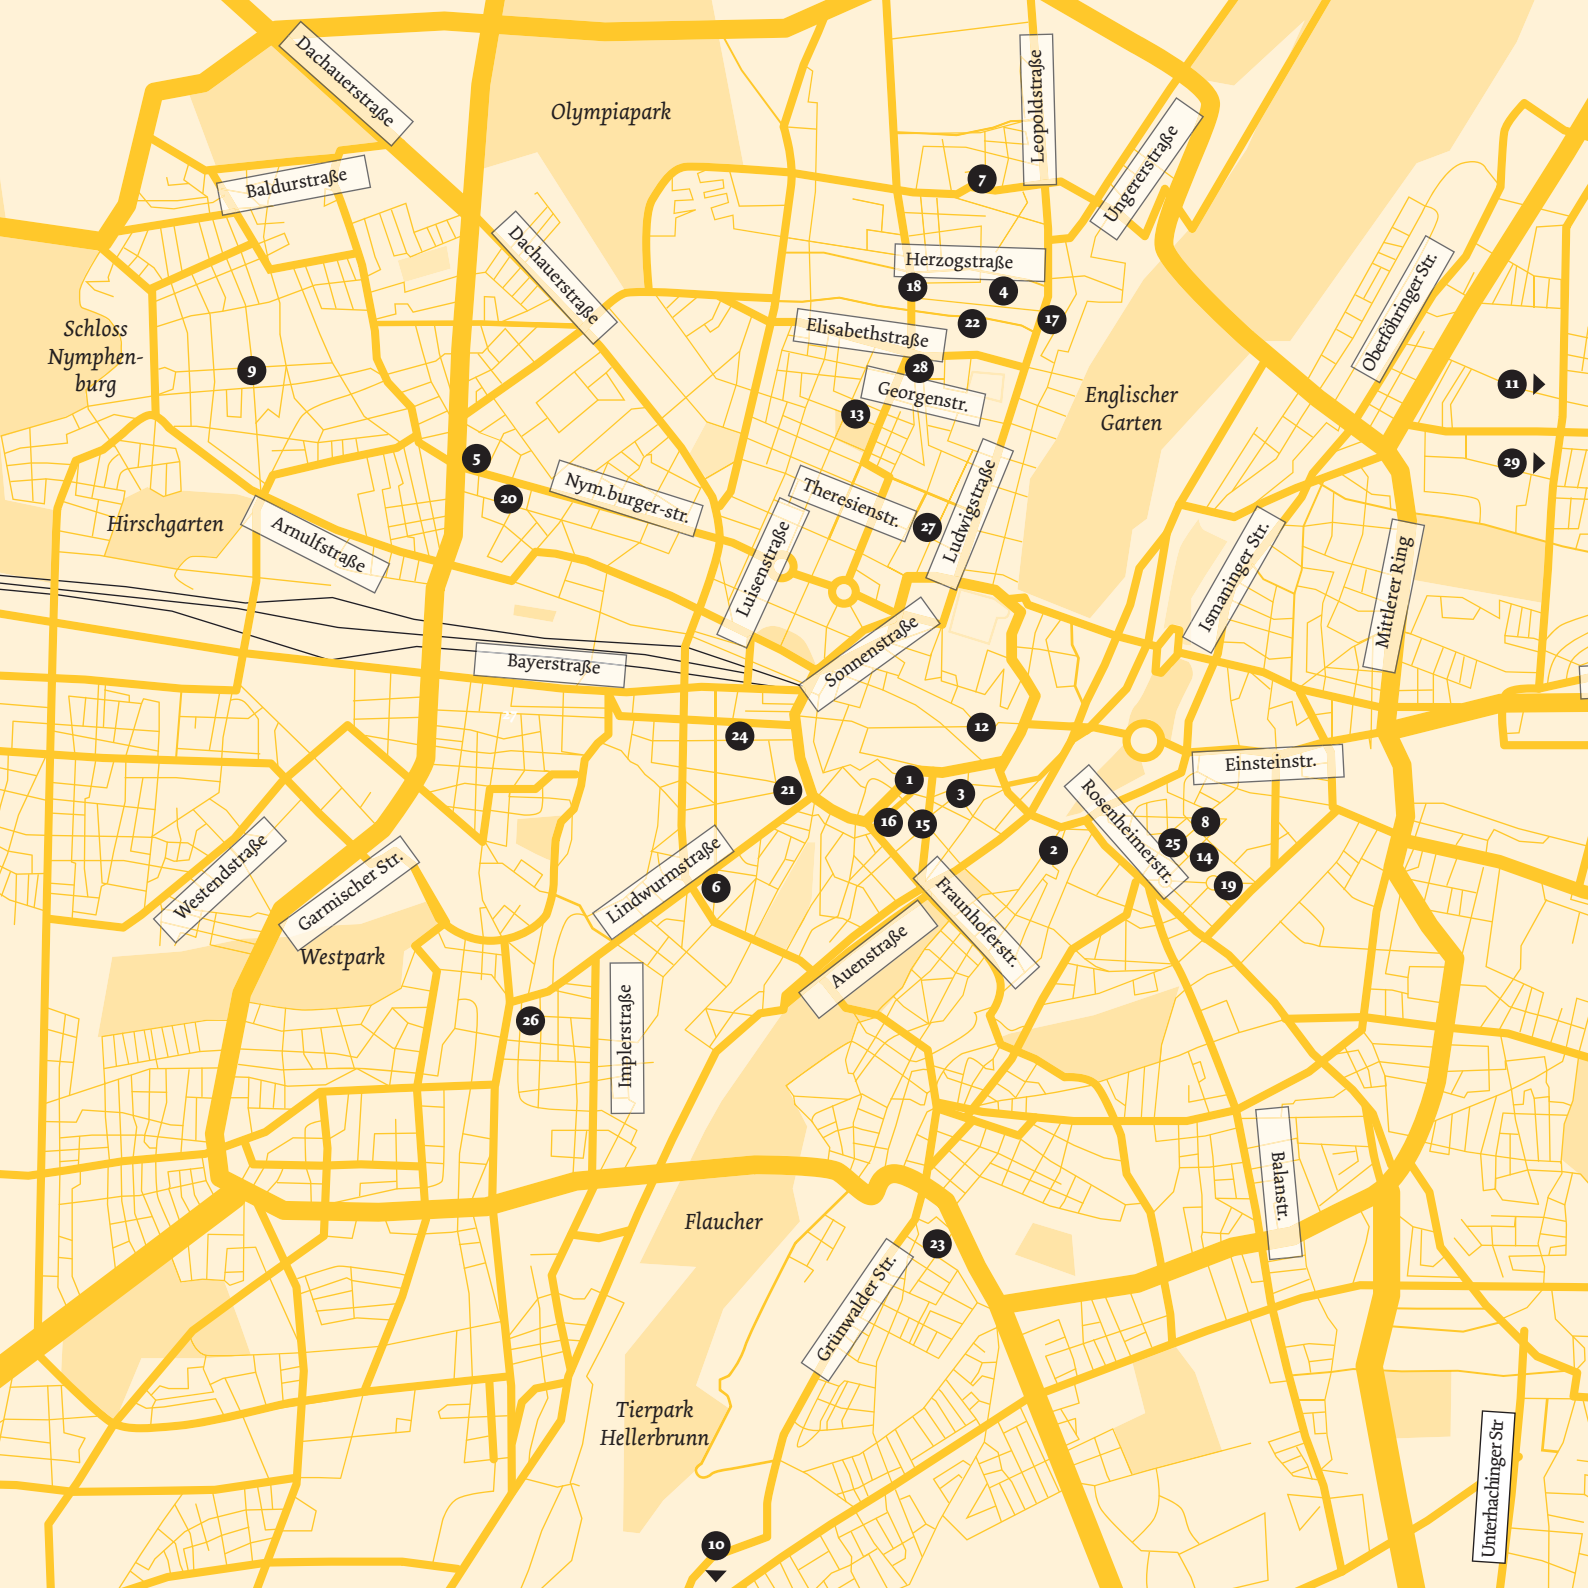 Dachauerstraße
Olympiapark
Leopoldstraße
Ungererstraße
Baldurstraße
7
Dachauerstraße
Herzogstraße
18
4
Oberföhringer Str.
Schloss
Nymphen-
burg
Elisabethstraße
22
17
9
28
11
Georgenstr.
Englischer
Garten
13
5
29
20
Nym.burger-str.
Theresienstr.
27
Ludwigstraße
Hirschgarten
Arnulfstraße
Luisenstraße
Ismaninger Str.
Mittlerer Ring
Sonnenstraße
Bayerstraße
12
24
Einsteinstr.
1
3
21
16
15
Rosenheimerstr.
8
25
14
19
2
Westendstraße
Garmischer Str.
Lindwurmstraße
6
Fraunhoferstr.
Auenstraße
Westpark
26
Implerstraße
Balanstr.
Flaucher
23
Grünwalder Str.
Tierpark
Hellerbrunn
Unterhachinger Str
10